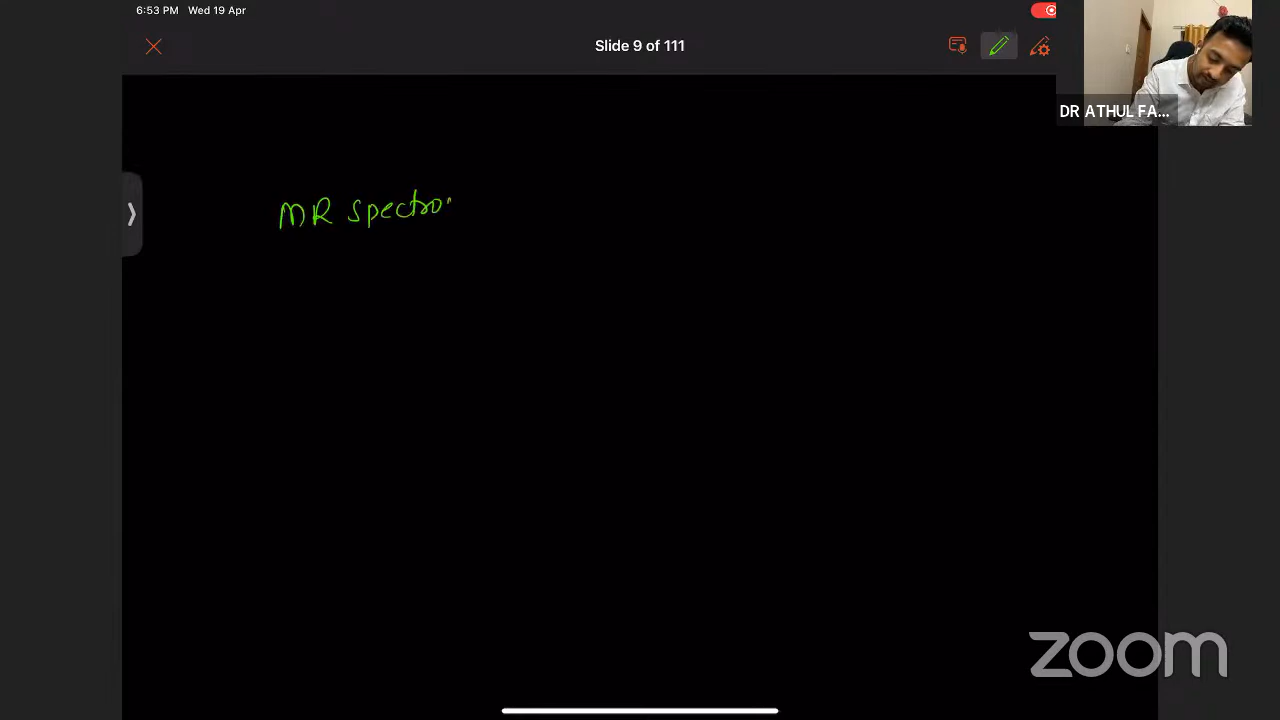 6:53 PM Wed 19 Apr
Slide 9 of 111
DR ATHUL FA...
MR spectro
zoom